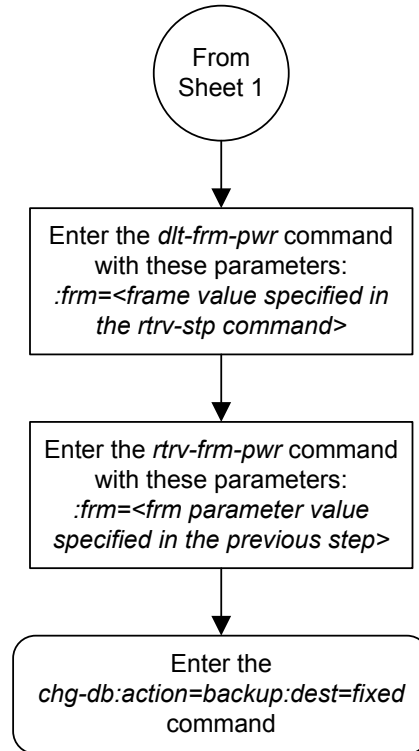 From
Sheet 1
Enter the dlt-frm-pwr command
with these parameters:
:frm=<frame value specified in
the rtrv-stp command>
Enter the rtrv-frm-pwr command
with these parameters:
:frm=<frm parameter value
specified in the previous step>
Enter the
chg-db:action=backup:dest=fixed
command